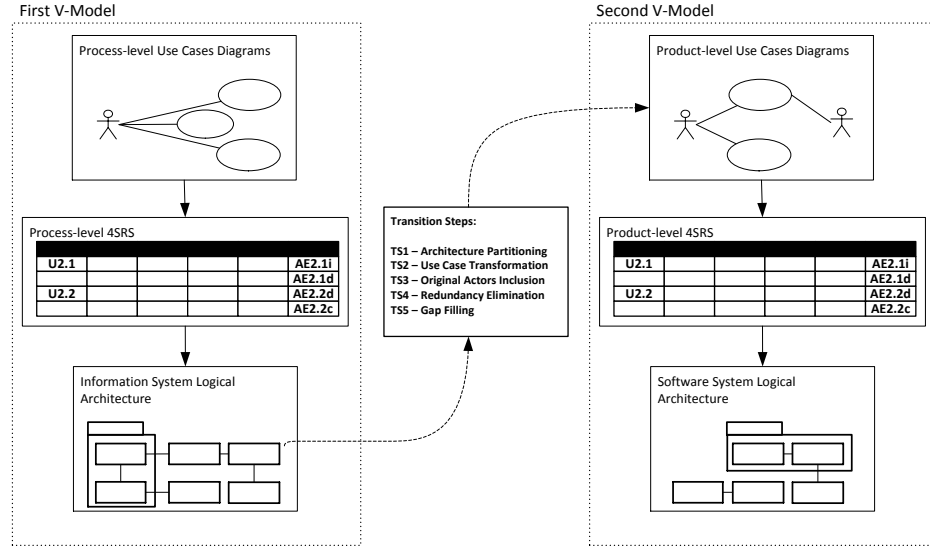 First V-Model
Process-level Use Cases Diagrams
Process-level 4SRS
U2.1 AE2.1i
AE2.1d
U2.2 AE2.2d
AE2.2c
Information System Logical
Architecture
Transition Steps:
TS1 – Architecture Partitioning
TS2 – Use Case Transformation
TS3 – Original Actors Inclusion
TS4 – Redundancy Elimination
TS5 – Gap Filling
Second V-Model
Product-level Use Cases Diagrams
Product-level 4SRS
U2.1 AE2.1i
AE2.1d
U2.2 AE2.2d
AE2.2c
Software System Logical
Architecture